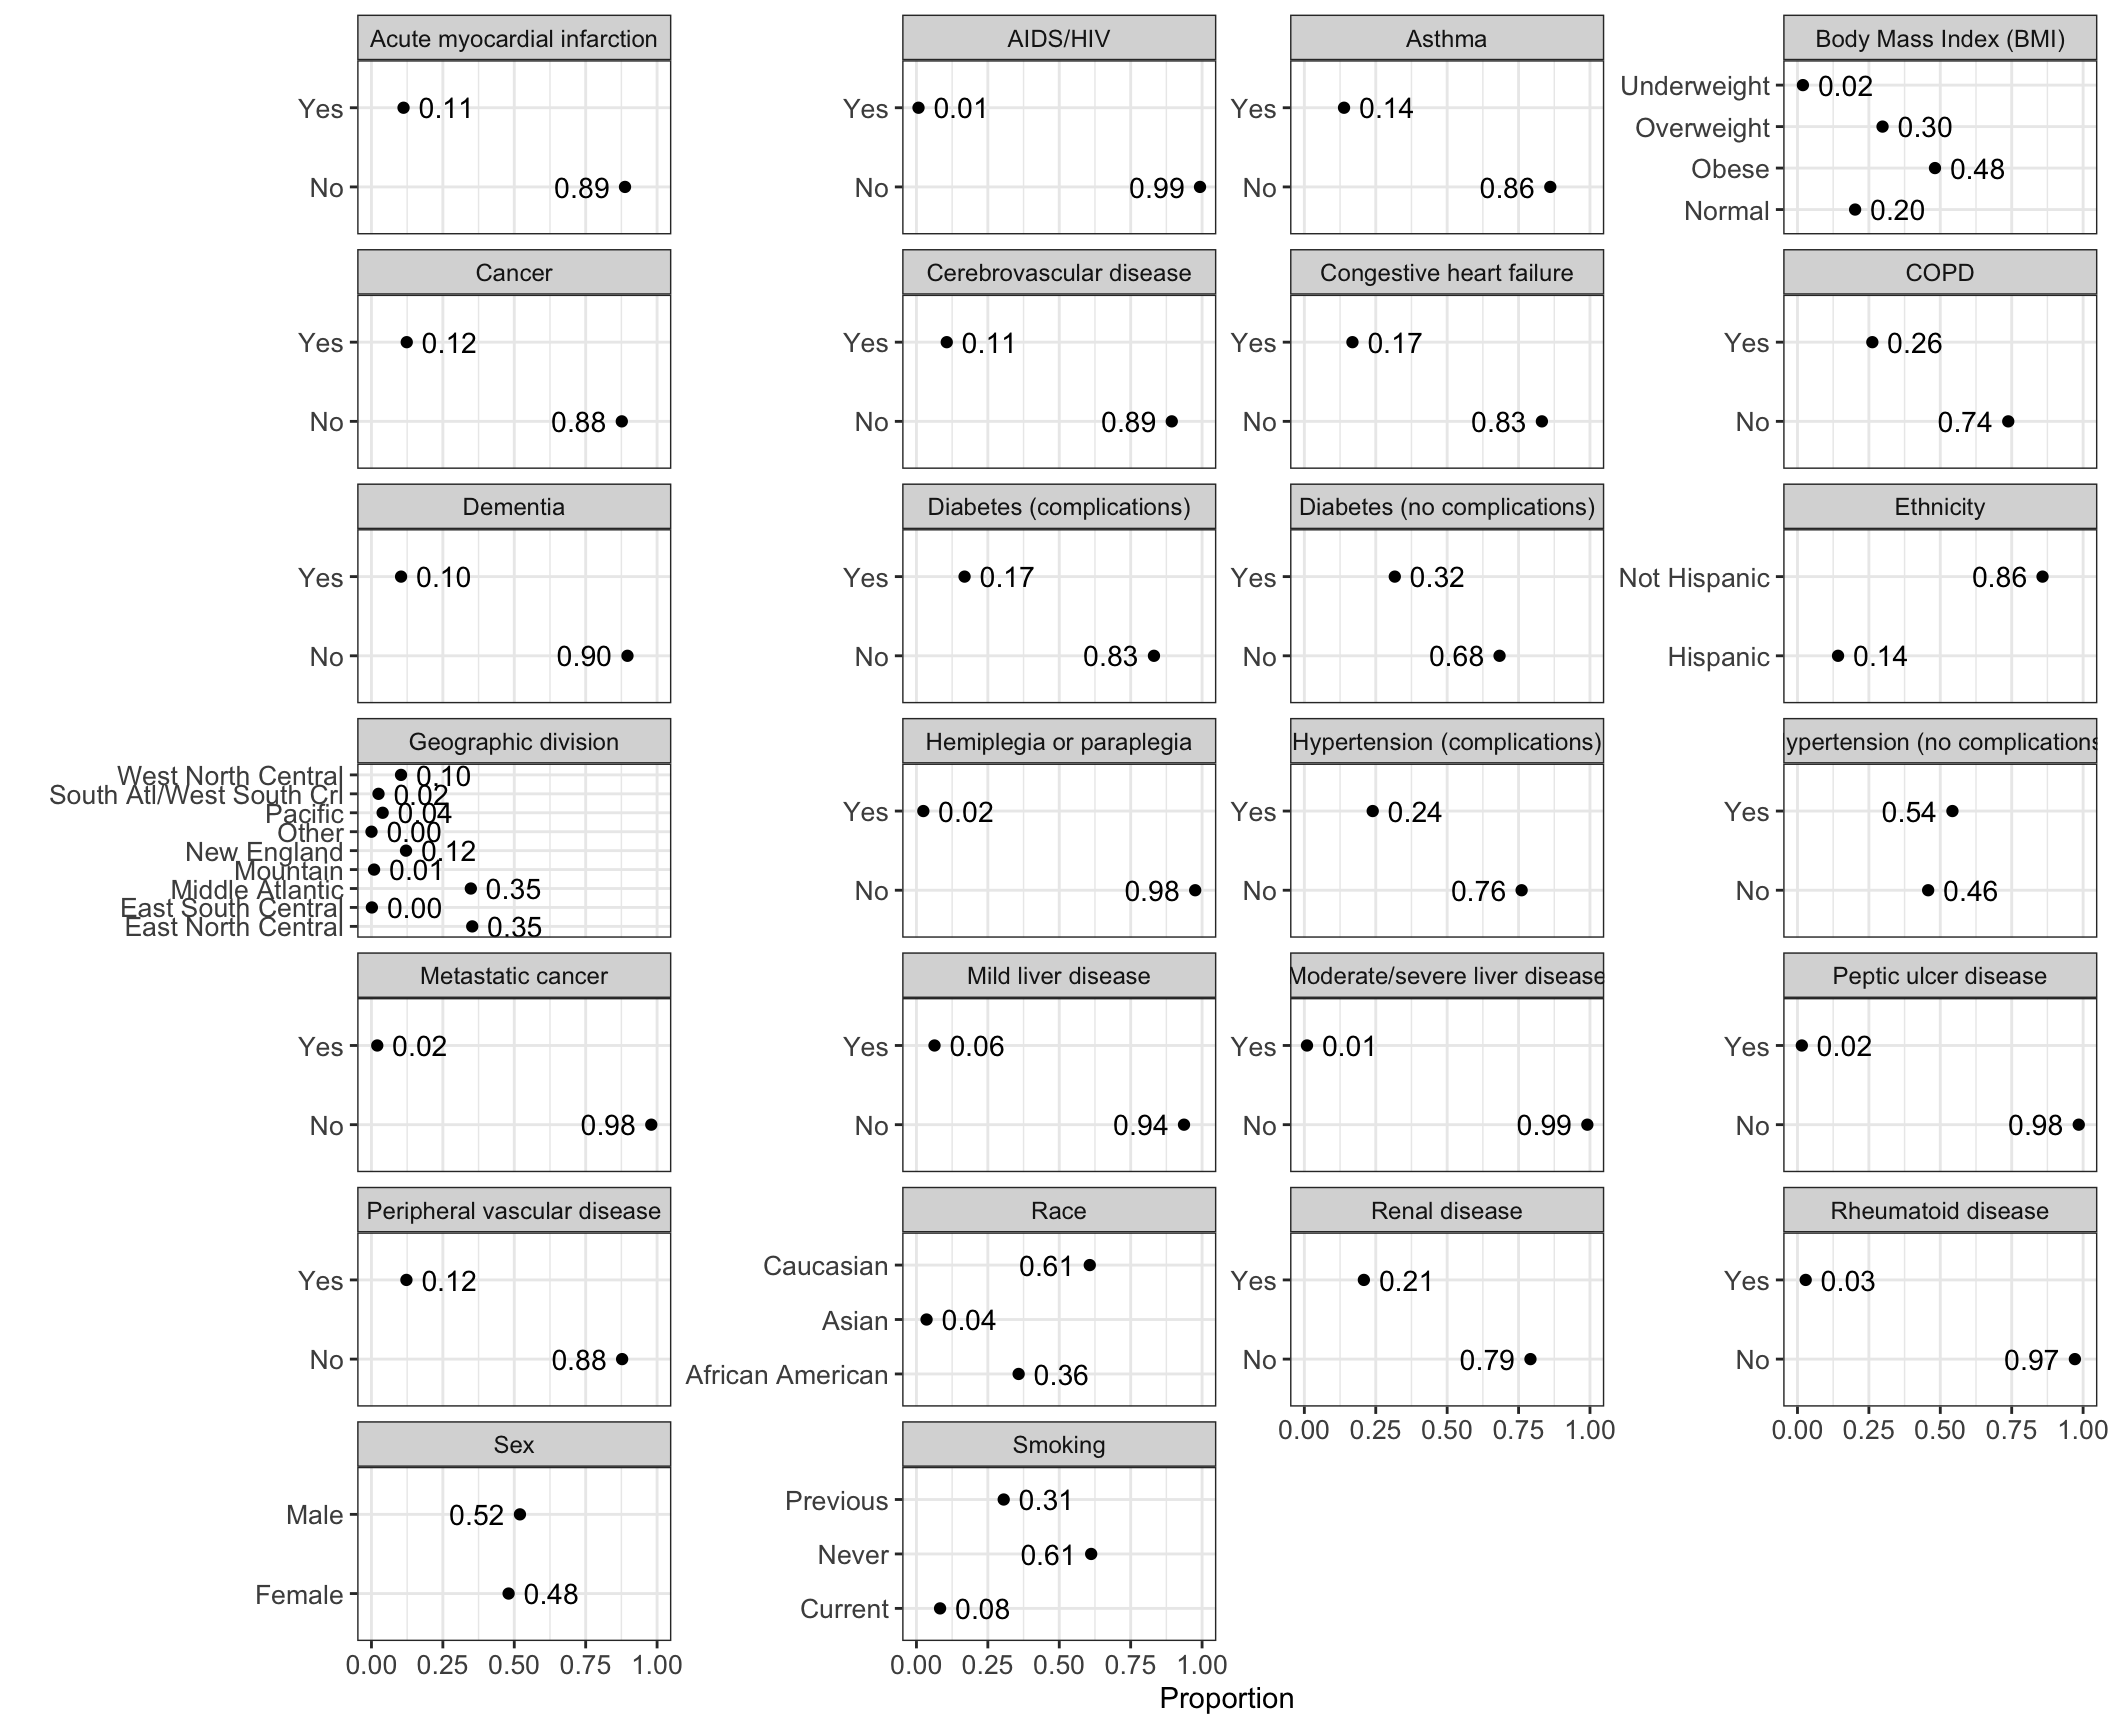 Acute myocardial infarction
Yes 0.11
No 0.89
AIDS/HIV
Yes 0.01
No 0.99
Asthma
Yes 0.14
No 0.86
Body Mass Index (BMI)
Underweight 0.02
Overweight 0.30
Obese 0.48
Normal 0.20
Cancer
Yes 0.12
No 0.88
Cerebrovascular disease
Yes 0.11
No 0.89
Congestive heart failure
Yes 0.17
No 0.83
COPD
Yes 0.26
No 0.74
Dementia
Yes 0.10
No 0.90
Diabetes (complications)
Yes 0.17
No 0.83
Diabetes (no complications)
Yes 0.32
No 0.68
Ethnicity
Not Hispanic 0.86
Hispanic 0.14
Geographic division
West North Central 0.10
South Atl/West South Crl 0.02
Pacific 0.04
Other 0.00
New England 0.12
Mountain 0.01
Middle Atlantic 0.35
East South Central 0.00
East North Central 0.35
Hemiplegia or paraplegia
Yes 0.02
No 0.98
Hypertension (complications)
Yes 0.24
No 0.76
ypertension (no complications
Yes 0.54
No 0.46
Metastatic cancer
Yes 0.02
No 0.98
Mild liver disease
Yes 0.06
No 0.94
Moderate/severe liver disease
Yes 0.01
No 0.99
Peptic ulcer disease
Yes 0.02
No 0.98
Peripheral vascular disease
Yes 0.12
No 0.88
Race
Caucasian 0.61
Asian 0.04
African American 0.36
Renal disease
Yes 0.21
No 0.79
0.00 0.25 0.50 0.75 1.00
Rheumatoid disease
Yes 0.03
No 0.97
0.00 0.25 0.50 0.75 1.00
Sex
Male 0.52
Female 0.48
0.00 0.25 0.50 0.75 1.00
Smoking
Previous 0.31
Never 0.61
Current 0.08
0.00 0.25 0.50 0.75 1.00
Proportion